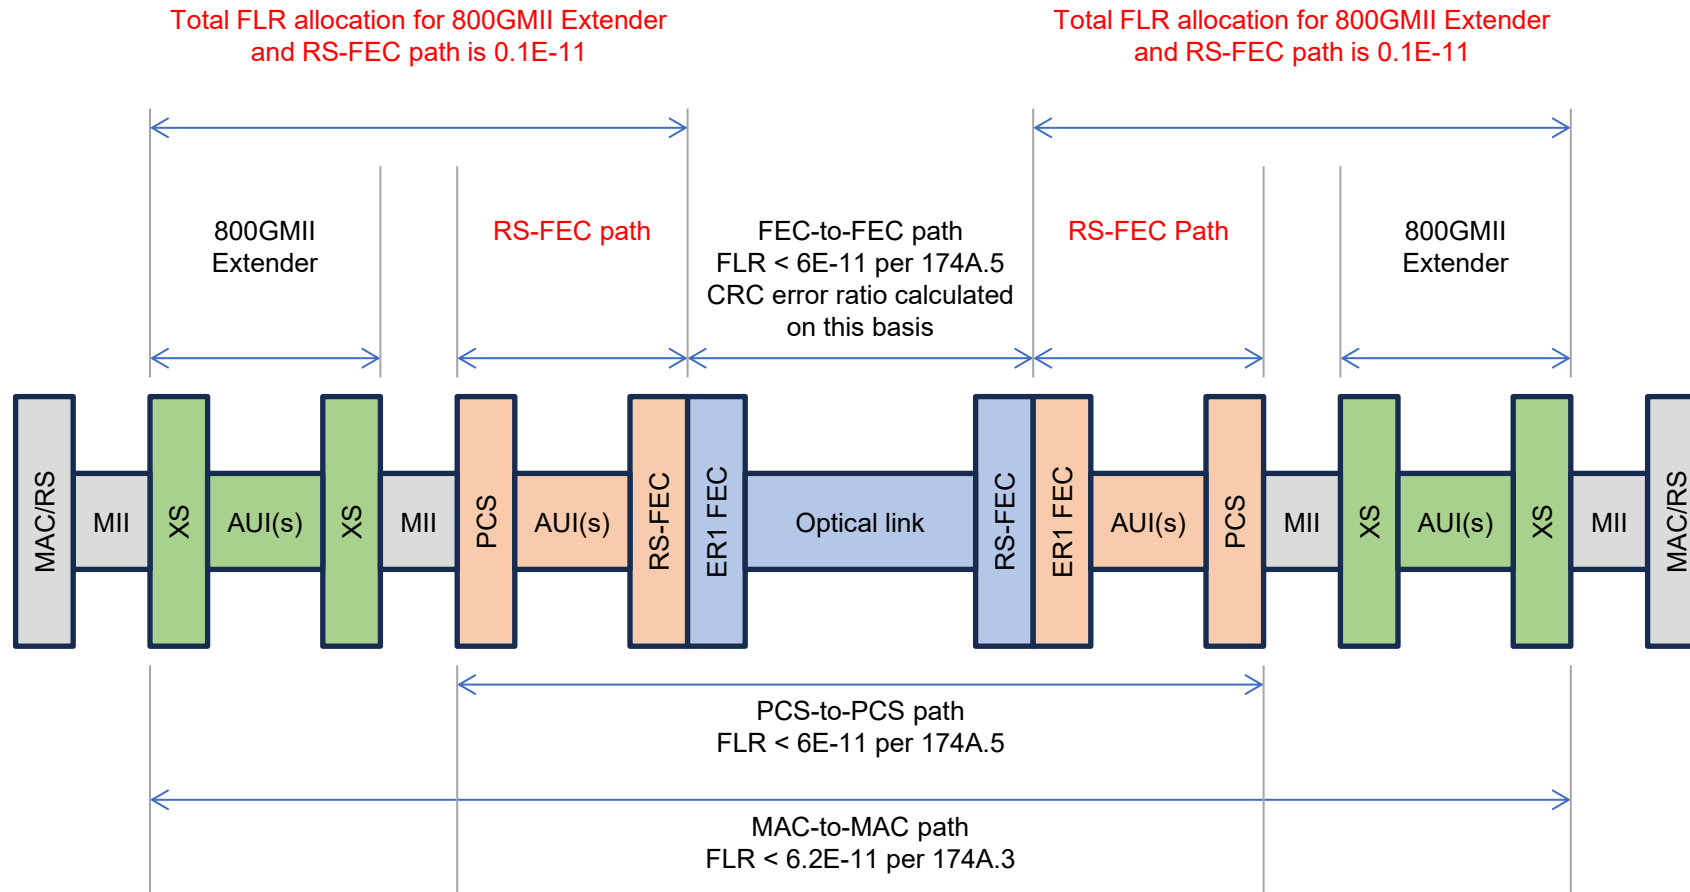 Total FLR allocation for 800GMII Extender
and RS-FEC path is 0.1E-11
Total FLR allocation for 800GMII Extender
and RS-FEC path is 0.1E-11
800GMII
Extender
RS-FEC path
FEC-to-FEC path
FLR < 6E-11 per 174A.5
CRC error ratio calculated
on this basis
RS-FEC Path
800GMII
Extender
MAC/RS
MII
XS
AUI(s)
XS
MII
PCS
AUI(s)
RS-FEC
ER1 FEC
Optical link
RS-FEC
ER1 FEC
AUI(s)
PCS
MII
XS
AUI(s)
XS
MII
MAC/RS
PCS-to-PCS path
FLR < 6E-11 per 174A.5
MAC-to-MAC path
FLR < 6.2E-11 per 174A.3